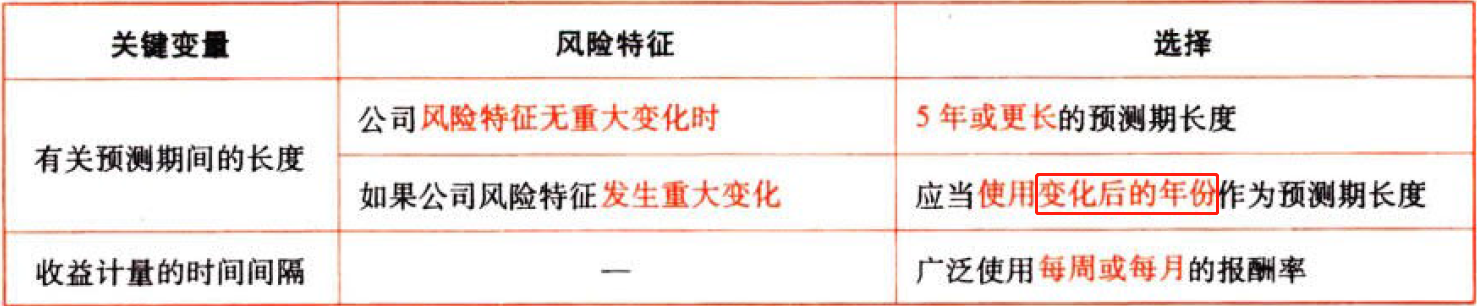 关键变量 风险特征 选择
有关预测期间的长度
公司风险特征无重大变化时 5年或更长的预测期长度
如果公司风险特征发生重大变化 应当使用变化后的年份作为预测期长度
收益计量的时间间隔 — 广泛使用每周或每月的报酬率